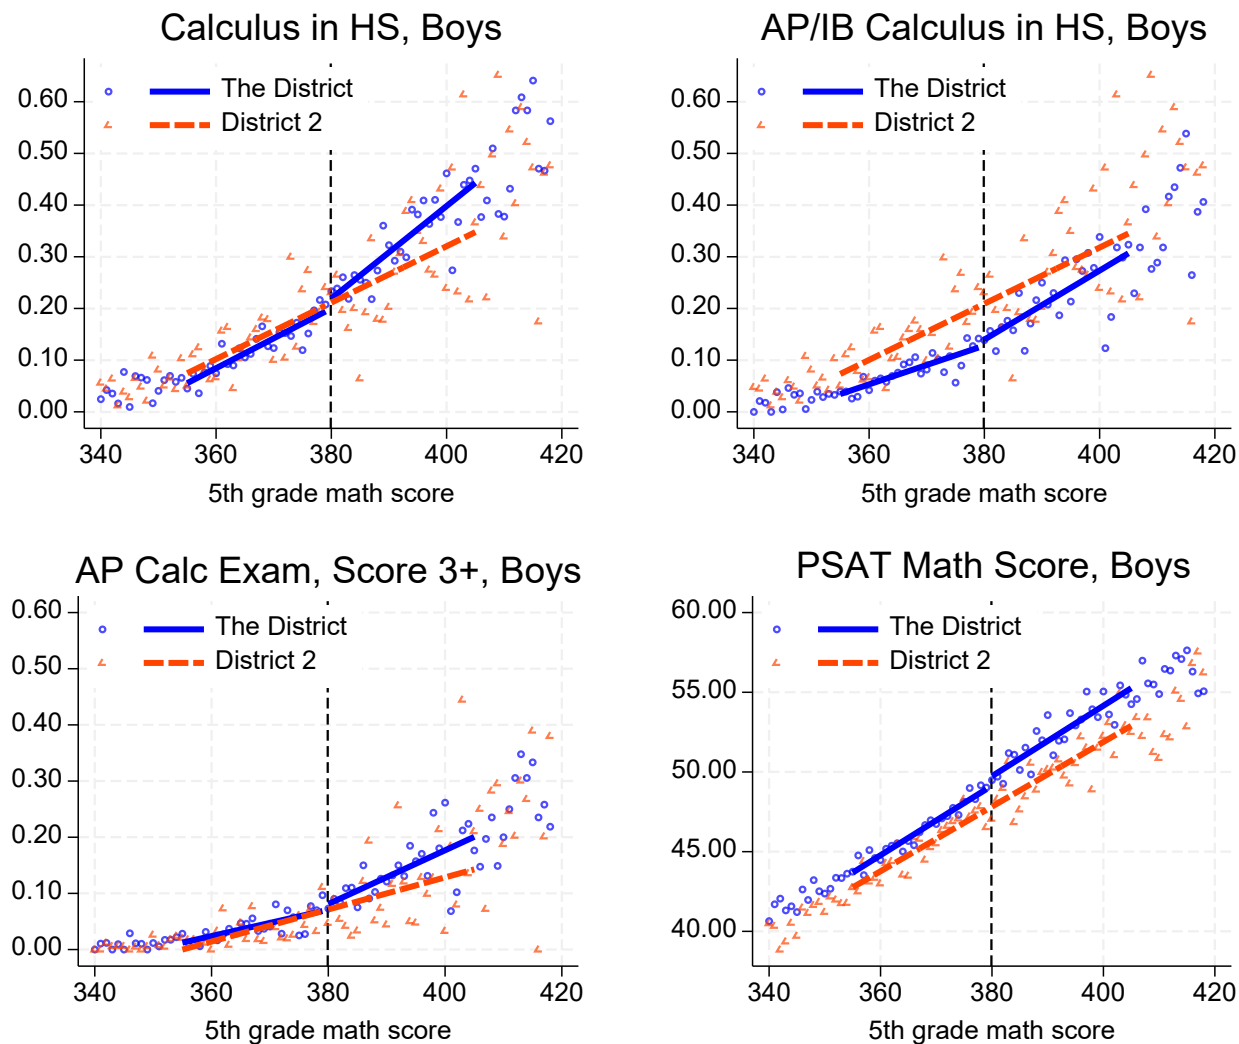 Calculus in HS, Boys
The District
District 2
0.60
0.50
0.40
0.30
0.20
0.10
0.00
340 360 380 400 420
5th grade math score
AP/IB Calculus in HS, Boys
The District
District 2
0.60
0.50
0.40
0.30
0.20
0.10
0.00
340 360 380 400 420
5th grade math score
AP Calc Exam, Score 3+, Boys
The District
District 2
0.60
0.50
0.40
0.30
0.20
0.10
0.00
340 360 380 400 420
5th grade math score
PSAT Math Score, Boys
The District
District 2
60.00
55.00
50.00
45.00
40.00
340 360 380 400 420
5th grade math score